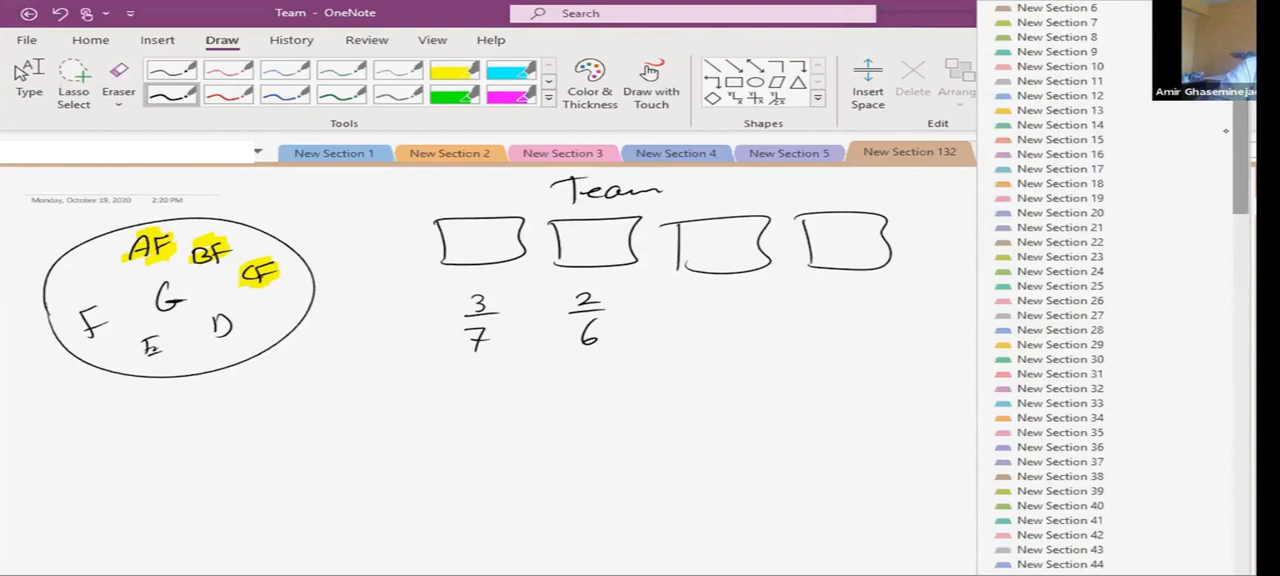 Team - OneNote
Search
File Home Insert Draw History Review View Help
Type
Lasso Select
Eraser
Color & Thickness
Draw with Touch
Insert Space
Delete
Arrang
Tools
Shapes
Edit
New Section 1
New Section 2
New Section 3
New Section 4
New Section 5
New Section 132
Monday, October 19, 2020 2:20 PM
Team
AF BF CF
G
F E D
3/7
2/6
New Section 6
New Section 7
New Section 8
New Section 9
New Section 10
New Section 11
New Section 12
New Section 13
New Section 14
New Section 15
New Section 16
New Section 17
New Section 18
New Section 19
New Section 20
New Section 21
New Section 22
New Section 23
New Section 24
New Section 25
New Section 26
New Section 27
New Section 28
New Section 29
New Section 30
New Section 31
New Section 32
New Section 33
New Section 34
New Section 35
New Section 36
New Section 37
New Section 38
New Section 39
New Section 40
New Section 41
New Section 42
New Section 43
New Section 44
Amir Ghaseminejad